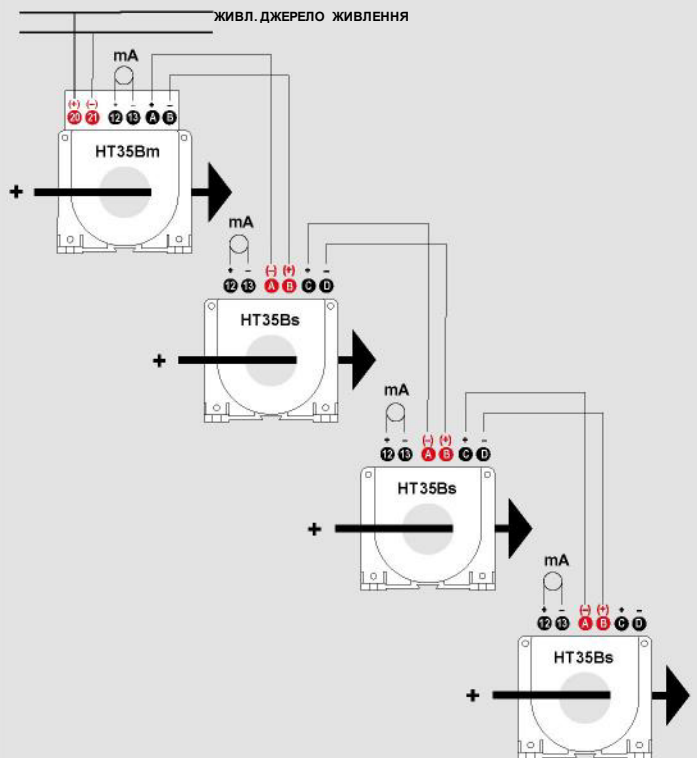 ЖИВЛ. ДЖЕРЕЛО ЖИВЛЕННЯ
mA
(+) (−) + − + −
20 21 12 13 A B
HT35Bm
+
mA
+ − (−) (+) + −
12 13 A B C D
HT35Bs
+
mA
+ − (−) (+) + −
12 13 A B C D
HT35Bs
+
mA
+ − (−) (+) + −
12 13 A B C D
HT35Bs
+